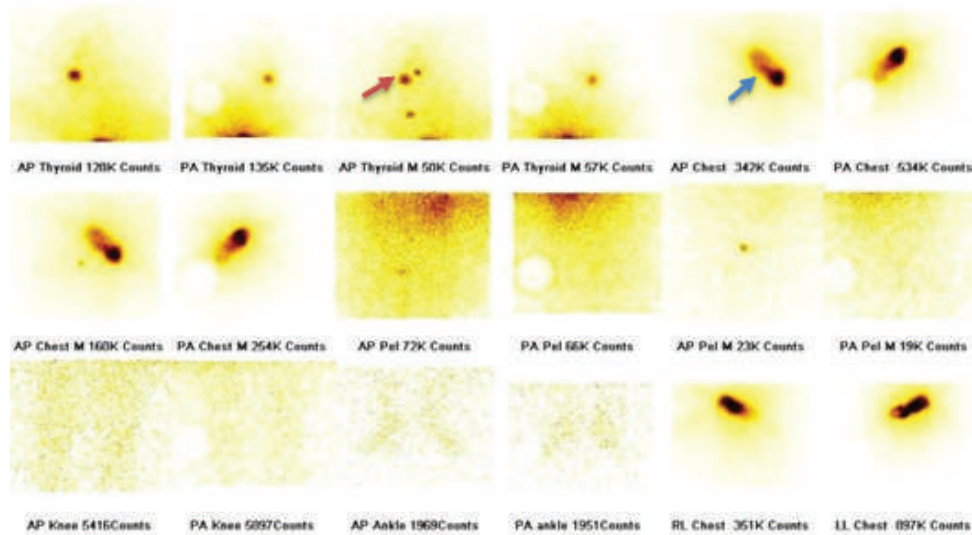 AP Thyroid 128K Counts
PA Thyroid 135K Counts
AP Thyroid M 50K Counts
PA Thyroid M 57K Counts
AP Chest 342K Counts
PA Chest 534K Counts
AP Chest M 160K Counts
PA Chest M 254K Counts
AP Pel 72K Counts
PA Pel 66K Counts
AP Pel M 23K Counts
PA Pel M 19K Counts
AP Knee 5416Counts
PA Knee 5897Counts
AP Ankle 1969Counts
PA ankle 1951Counts
RL Chest 351K Counts
LL Chest 897K Counts